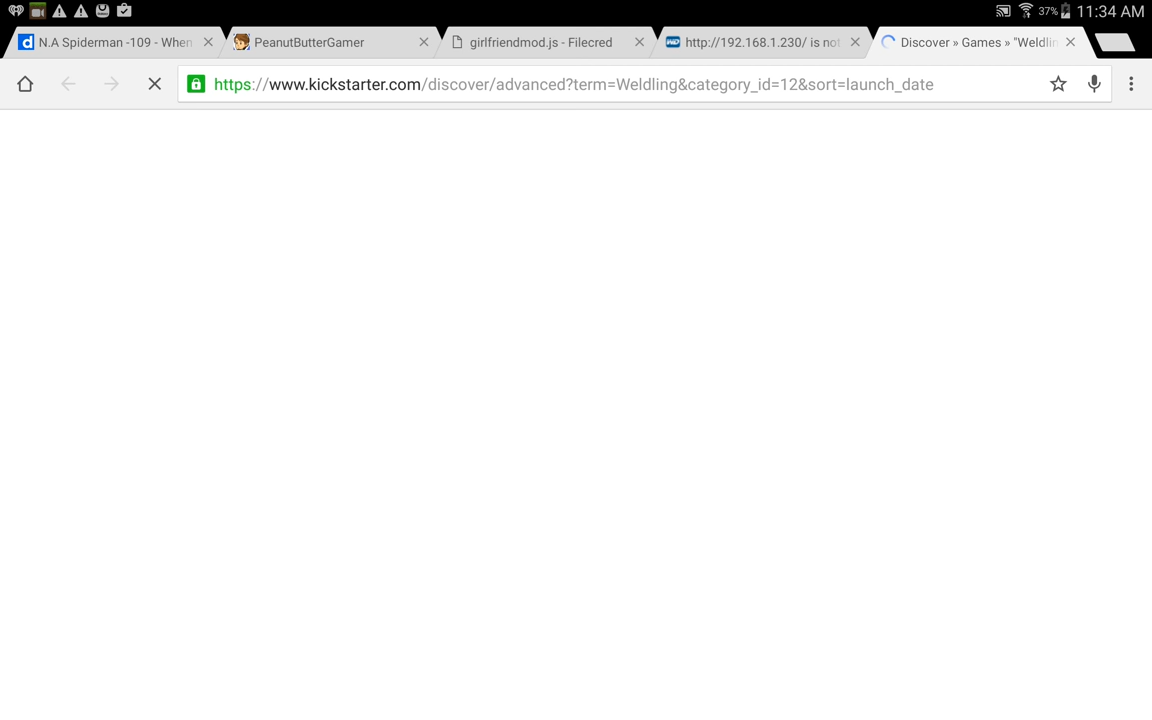 37% 11:34 AM
N.A Spiderman -109 - When
PeanutButterGamer
girlfriendmod.js - Filecred
http://192.168.1.230/ is not
Discover » Games » "Weldlin
https://www.kickstarter.com/discover/advanced?term=Weldling&category_id=12&sort=launch_date